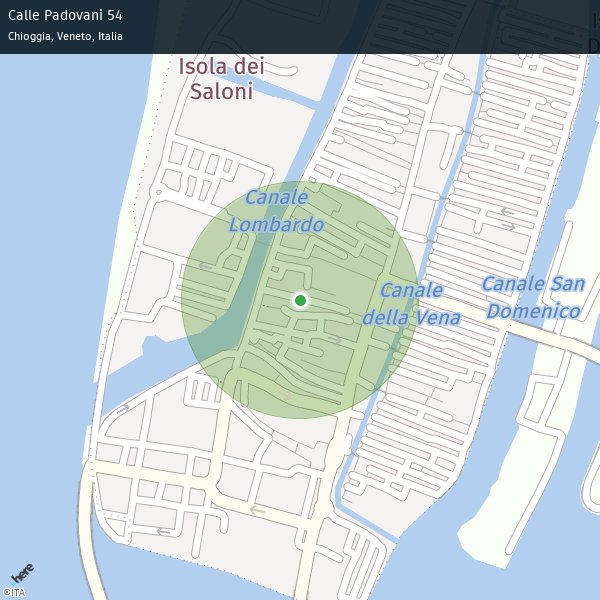 Calle Padovani 54
Chioggia, Veneto, Italia
Isola dei
Saloni
Canale
Lombardo
Canale
della Vena
Canale San
Domenico
here
©ITA